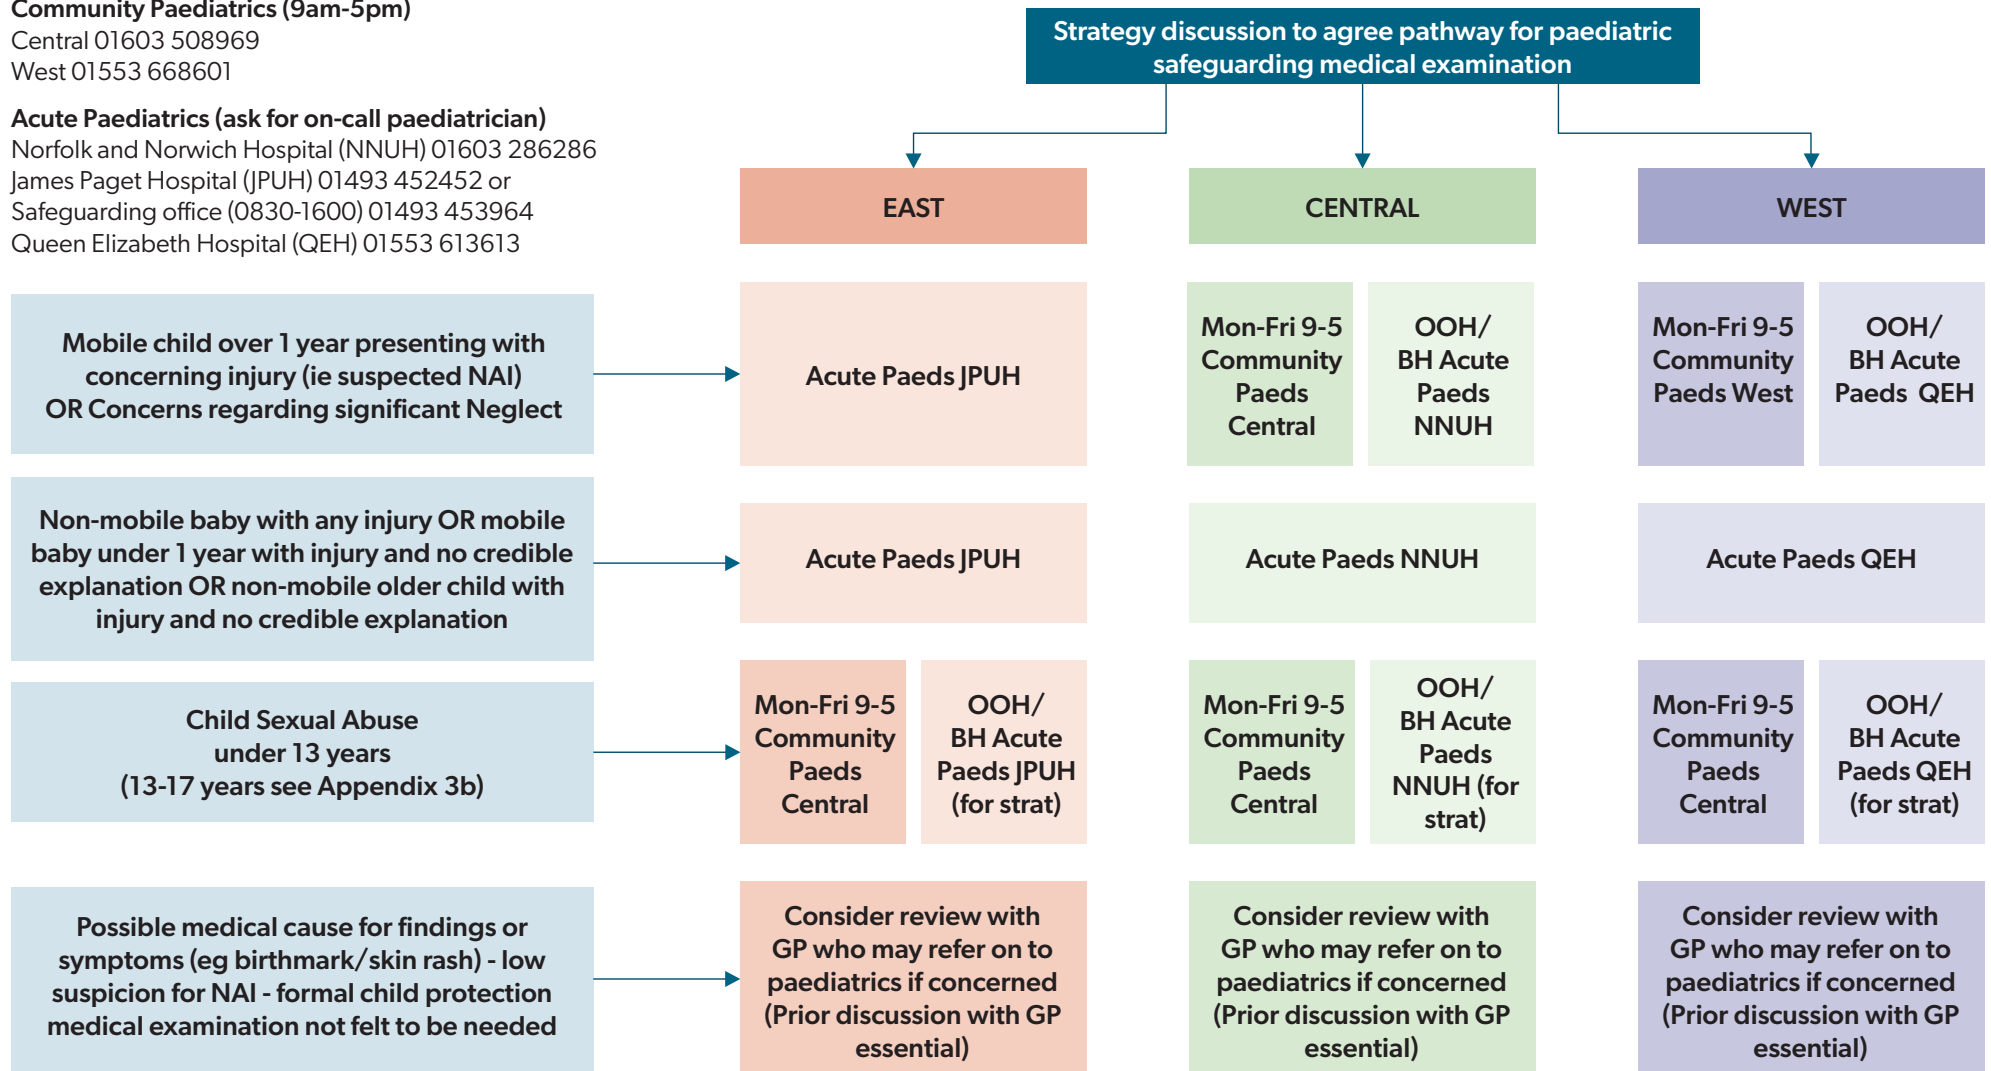 Community Paediatrics (9am-5pm)
Central 01603 508969
West 01553 668601
Acute Paediatrics (ask for on-call paediatrician)
Norfolk and Norwich Hospital (NNUH) 01603 286286
James Paget Hospital (JPUH) 01493 452452 or
Safeguarding office (0830-1600) 01493 453964
Queen Elizabeth Hospital (QEH) 01553 613613
Strategy discussion to agree pathway for paediatric
safeguarding medical examination
EAST
CENTRAL
WEST
Mobile child over 1 year presenting with
concerning injury (ie suspected NAI)
OR Concerns regarding significant Neglect
Acute Paeds JPUH
Mon-Fri 9-5
Community
Paeds
Central
OOH/
BH Acute
Paeds
NNUH
Mon-Fri 9-5
Community
Paeds West
OOH/
BH Acute
Paeds QEH
Non-mobile baby with any injury OR mobile
baby under 1 year with injury and no credible
explanation OR non-mobile older child with
injury and no credible explanation
Acute Paeds JPUH
Acute Paeds NNUH
Acute Paeds QEH
Child Sexual Abuse
under 13 years
(13-17 years see Appendix 3b)
Mon-Fri 9-5
Community
Paeds
Central
OOH/
BH Acute
Paeds JPUH
(for strat)
Mon-Fri 9-5
Community
Paeds
Central
OOH/
BH Acute
Paeds
NNUH (for
strat)
Mon-Fri 9-5
Community
Paeds
Central
OOH/
BH Acute
Paeds QEH
(for strat)
Possible medical cause for findings or
symptoms (eg birthmark/skin rash) - low
suspicion for NAI - formal child protection
medical examination not felt to be needed
Consider review with
GP who may refer on to
paediatrics if concerned
(Prior discussion with GP
essential)
Consider review with
GP who may refer on to
paediatrics if concerned
(Prior discussion with GP
essential)
Consider review with
GP who may refer on to
paediatrics if concerned
(Prior discussion with GP
essential)